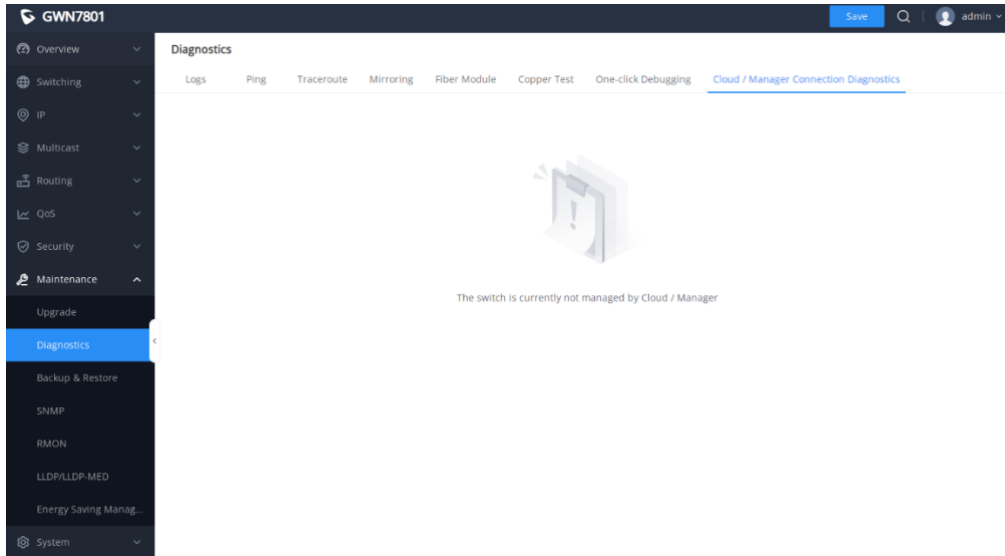 GWN7801
Save
admin
Overview
Switching
IP
Multicast
Routing
QoS
Security
Maintenance
Upgrade
Diagnostics
Backup & Restore
SNMP
RMON
LLDP/LLDP-MED
Energy Saving Manag...
System
Diagnostics
Logs Ping Traceroute Mirroring Fiber Module Copper Test One-click Debugging Cloud / Manager Connection Diagnostics
The switch is currently not managed by Cloud / Manager